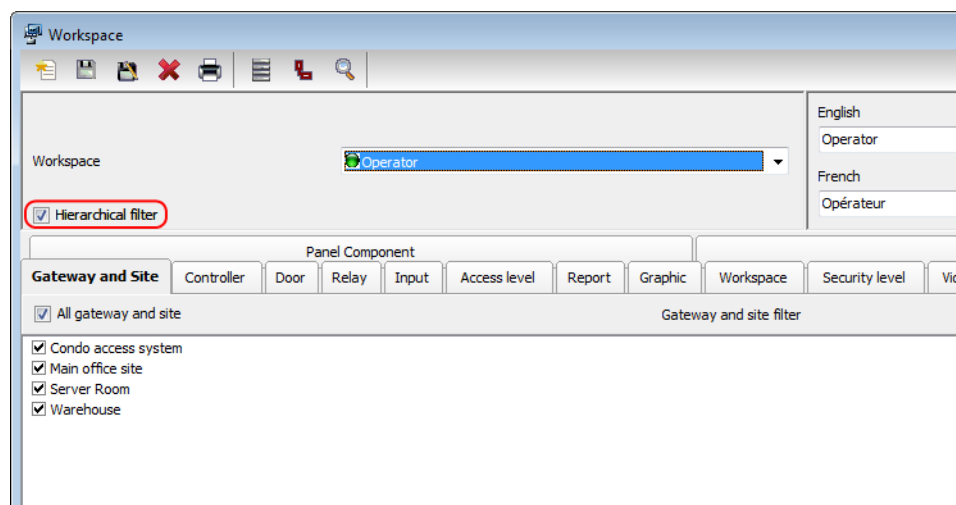 Workspace
English
Operator
Workspace
Operator
French
Opérateur
Hierarchical filter
Panel Component
Gateway and Site Controller Door Relay Input Access level Report Graphic Workspace Security level
All gateway and site Gateway and site filter
Condo access system
Main office site
Server Room
Warehouse